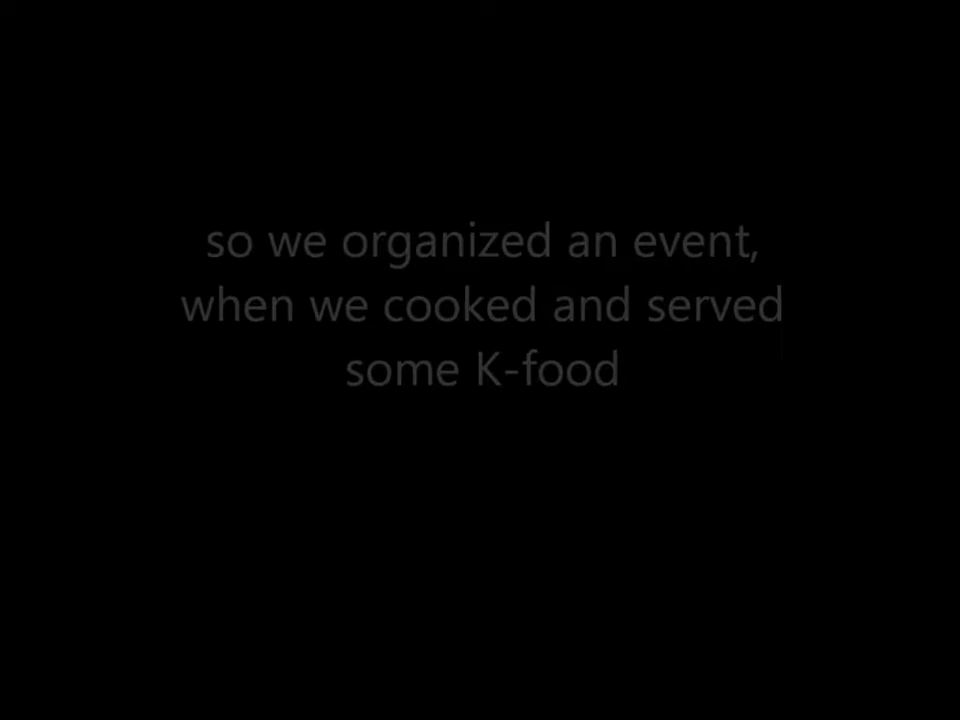 so we organized an event,
when we cooked and served
some K-food